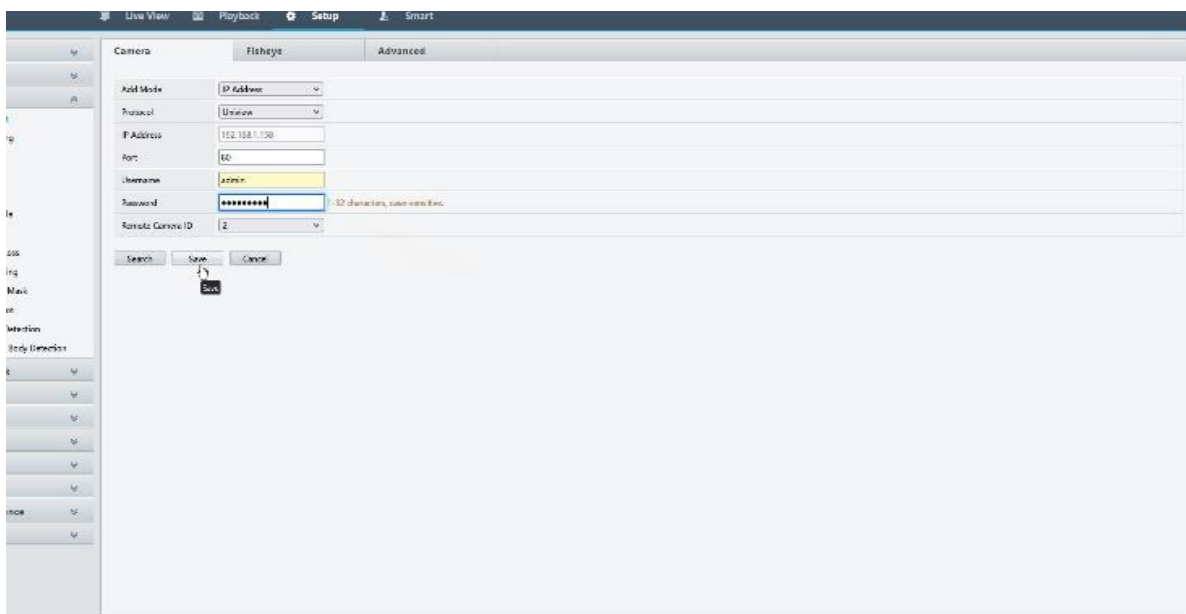 Live View Playback Setup Smart
Camera Fisheye Advanced
Add Mode IP Address
Protocol Uniview
IP Address 192.168.1.158
Port 80
Username admin
Password ••••••••• 1-32 characters, case-sensitive.
Remote Camera ID 2
Search Save Cancel
Save
Mask
Detection
Body Detection